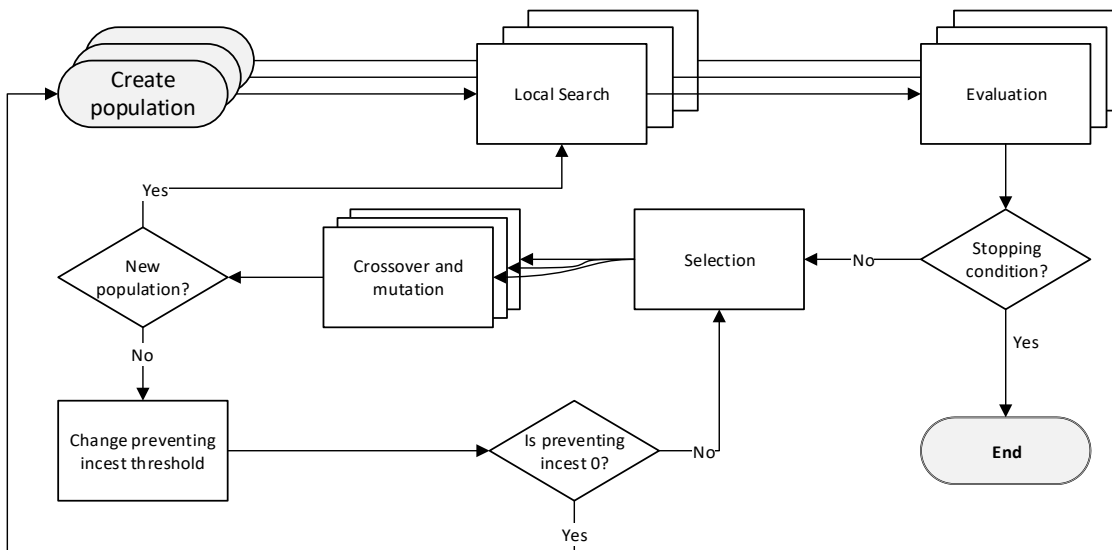 Create
population
Local Search
Evaluation
Yes
New
population?
Crossover and
mutation
Selection
No
Stopping
condition?
No
Yes
Change preventing
incest threshold
Is preventing
incest 0?
No
End
Yes